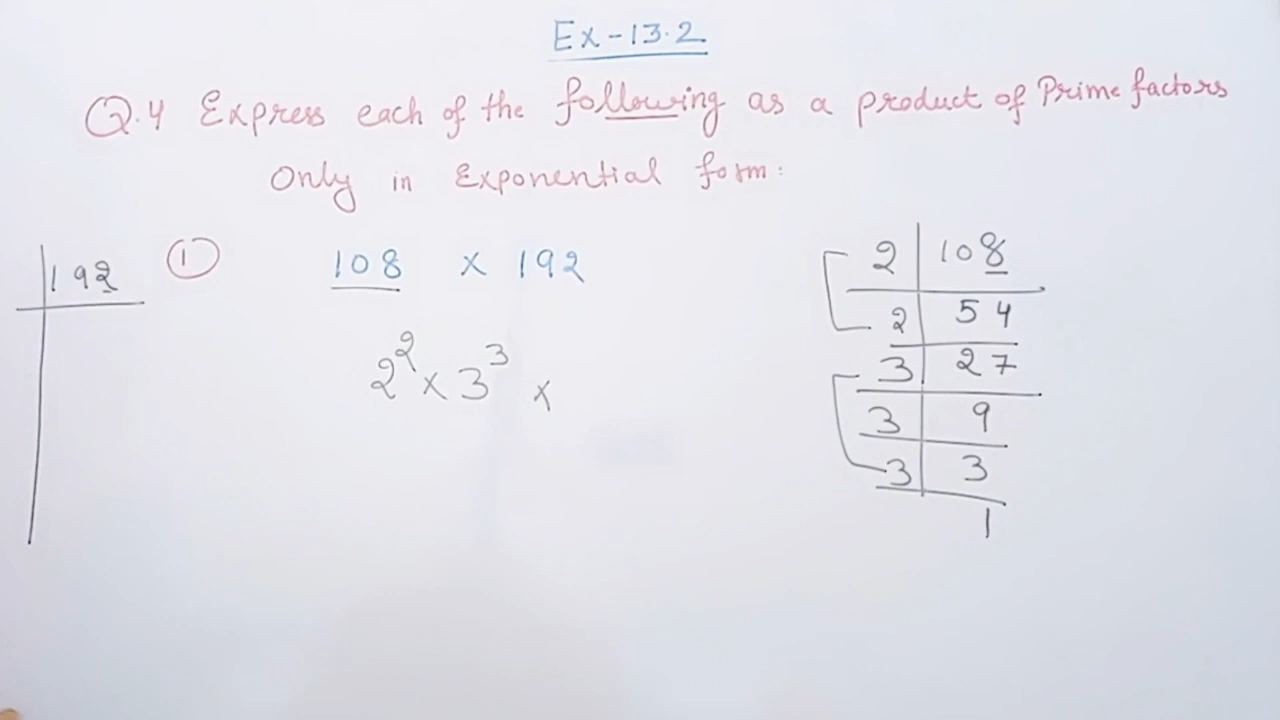 Ex-13.2
Q.4 Express each of the following as a product of Prime factors
Only in Exponential form:
① 108 x 192
2² x 3³ x
192
2 | 108
2 | 54
3 | 27
3 | 9
3 | 3
1